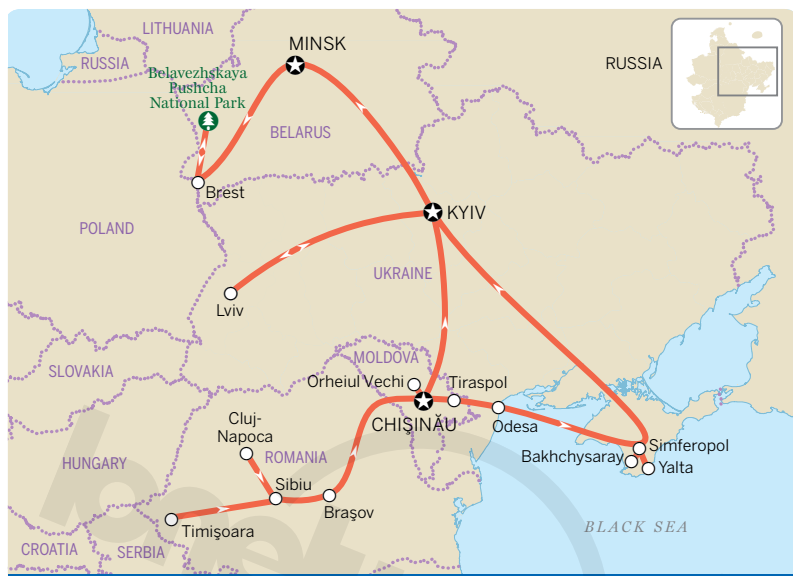 LITHUANIA
MINSK
RUSSIA
RUSSIA
Belavezhskaya
Pushcha
National Park
BELARUS
Brest
KYIV
POLAND
UKRAINE
Lviv
MOLDOVA
SLOVAKIA
Orheiul Vechi
Tiraspol
Cluj-
Napoca
CHIŞINĂU
Odesa
HUNGARY
ROMANIA
Simferopol
Bakhchysaray
Yalta
Sibiu
Braşov
Timişoara
BLACK SEA
CROATIA
SERBIA